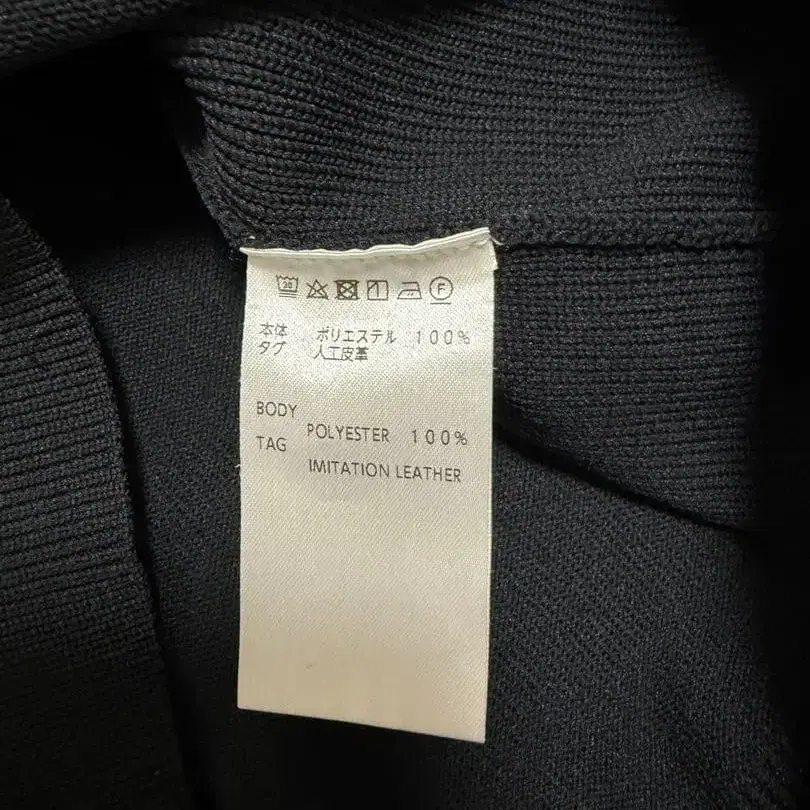 30 F
本体 ポリエステル 100%
タグ 人工皮革
BODY POLYESTER 100%
TAG IMITATION LEATHER